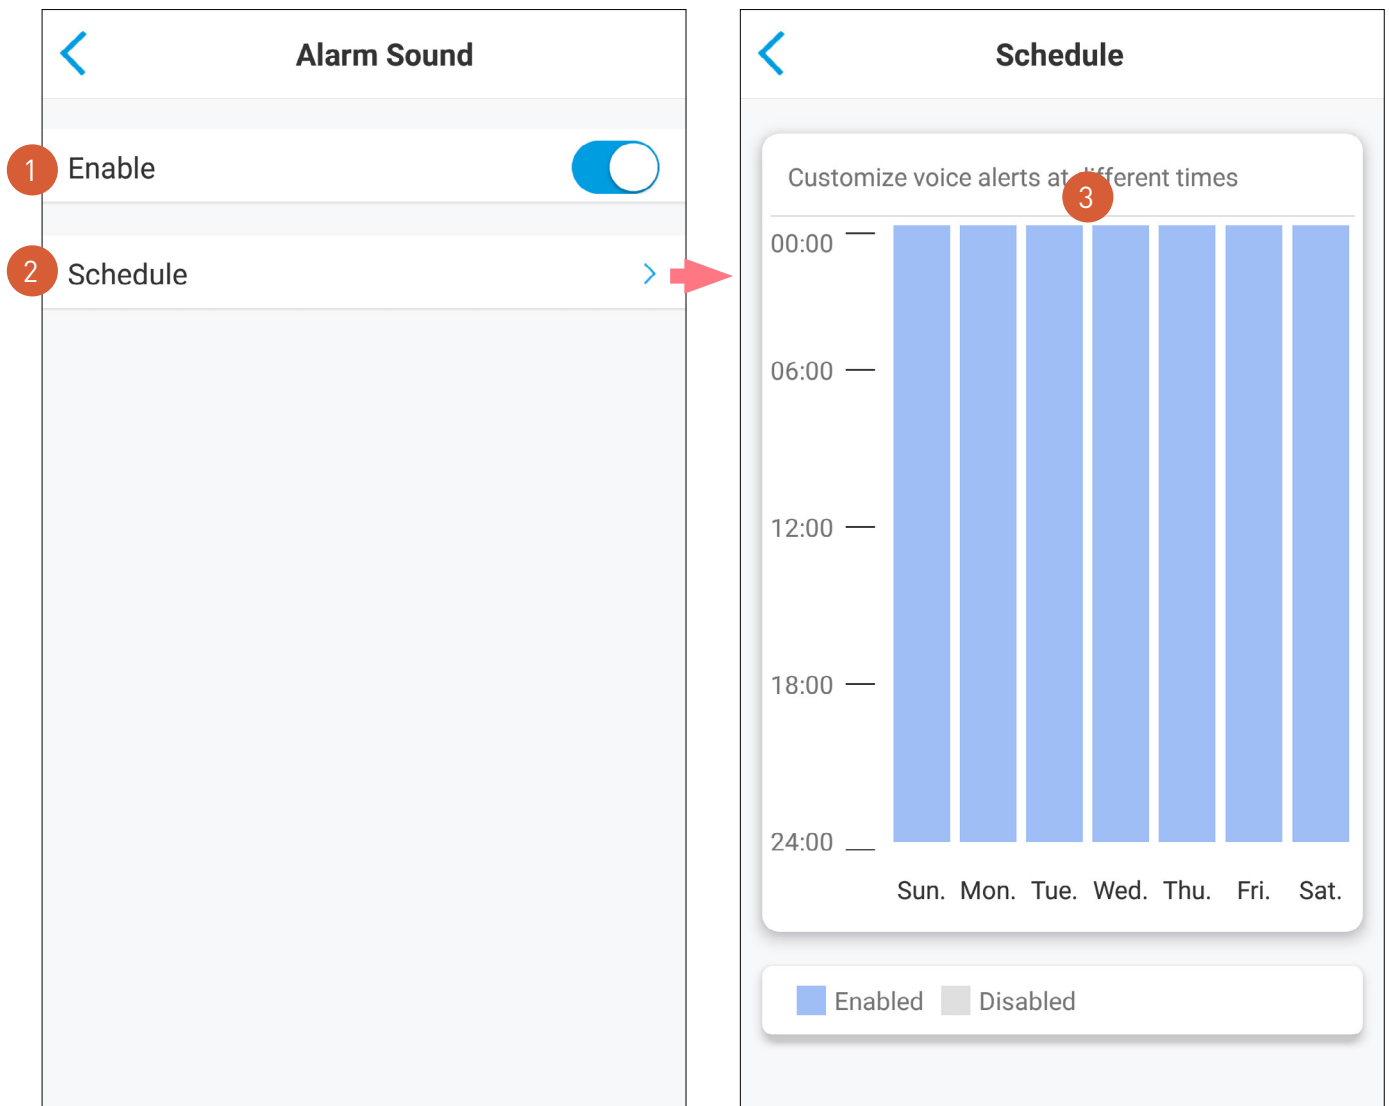 Alarm Sound
1 Enable
2 Schedule
Schedule
Customize voice alerts at different times
3
00:00
06:00
12:00
18:00
24:00
Sun. Mon. Tue. Wed. Thu. Fri. Sat.
Enabled Disabled